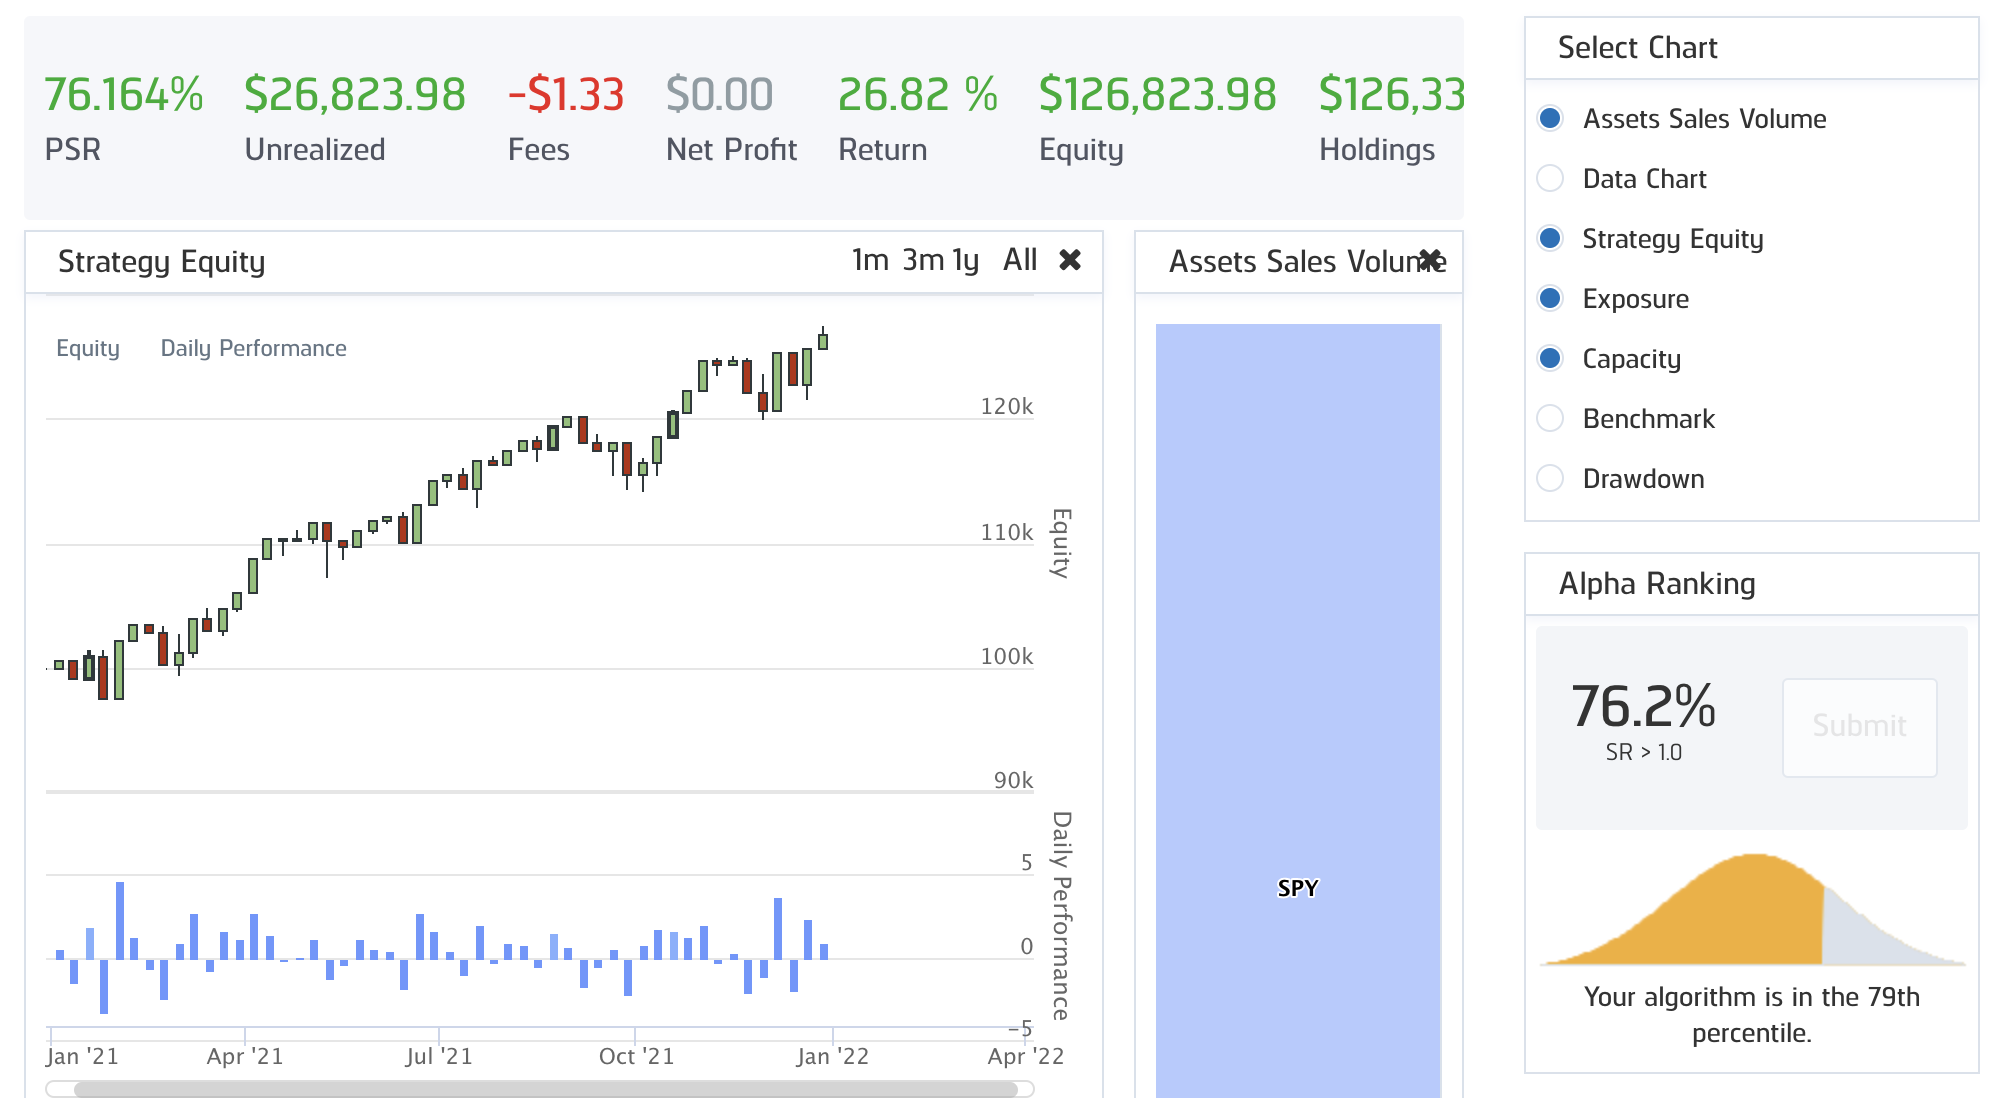 76.164% $26,823.98 -$1.33 $0.00 26.82 % $126,823.98 $126,33
PSR Unrealized Fees Net Profit Return Equity Holdings
Strategy Equity 1m 3m 1y All
Equity Daily Performance
120k
110k
100k
90k
Equity
5
0
-5
Daily Performance
Jan '21 Apr '21 Jul '21 Oct '21 Jan '22 Apr '22
Assets Sales Volume
SPY
Select Chart
Assets Sales Volume
Data Chart
Strategy Equity
Exposure
Capacity
Benchmark
Drawdown
Alpha Ranking
76.2%
SR > 1.0
Submit
Your algorithm is in the 79th
percentile.